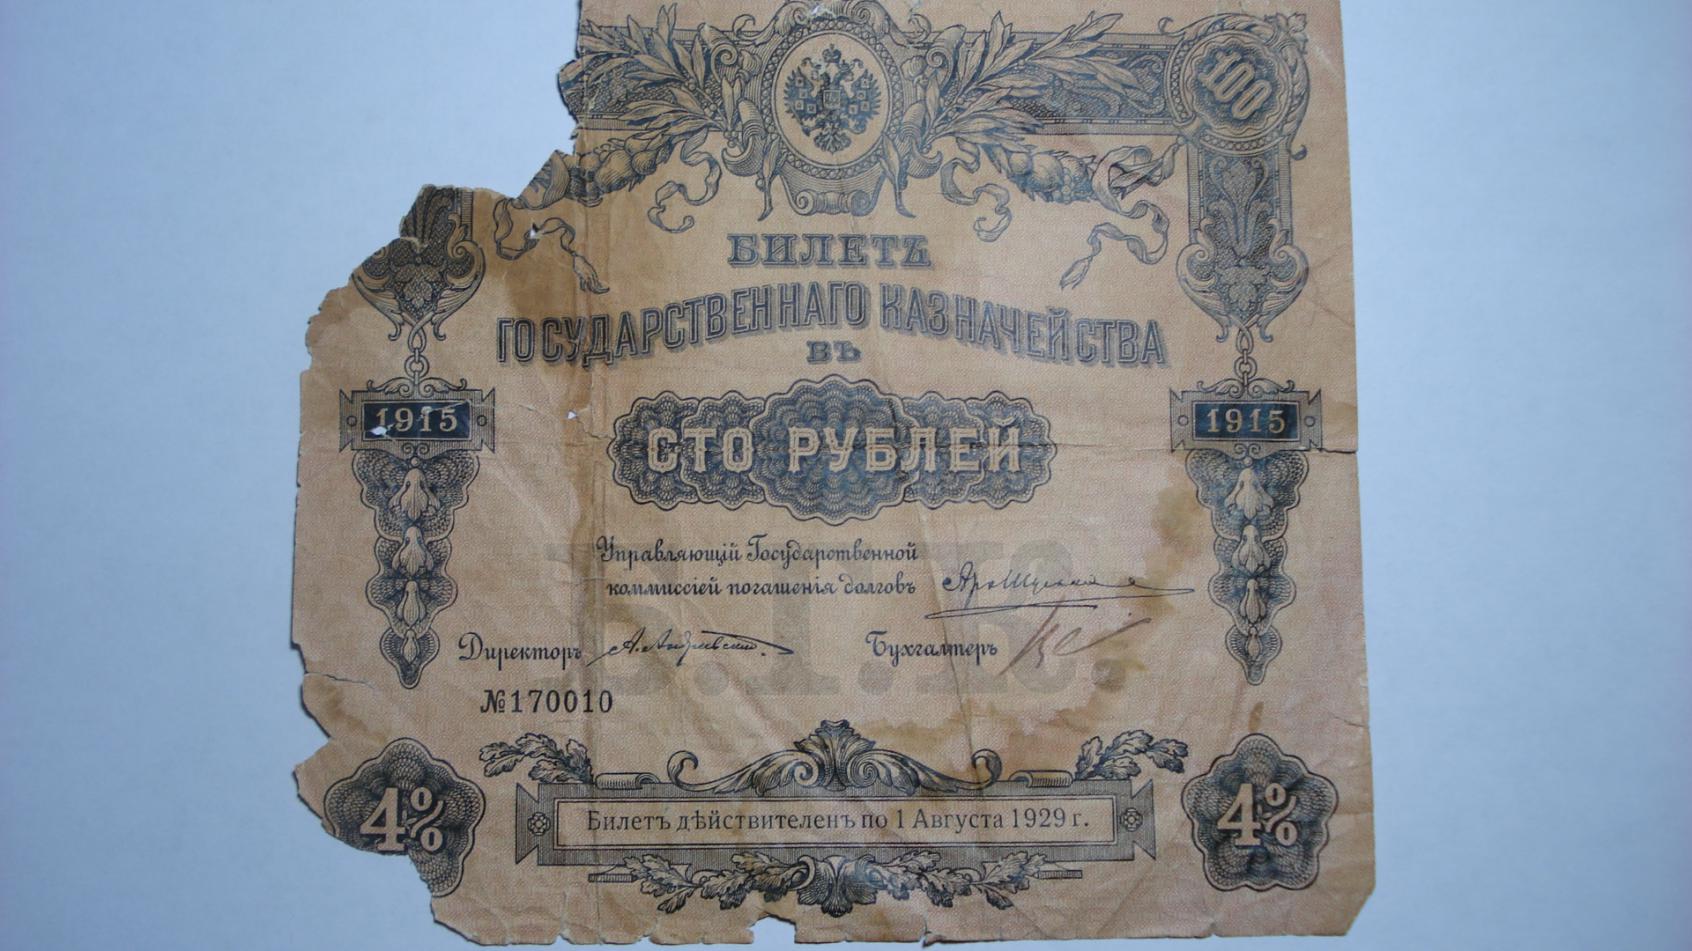 100
БИЛЕТЪ
ГОСУДАРСТВЕННАГО КАЗНАЧЕЙСТВА
ВЪ
1915 1915
СТО РУБЛЕЙ
Управляющій Государственной
коммиссіей погашенія долговъ
Директоръ Бухгалтеръ
№170010
4% 4%
Билетъ дѣйствителенъ по 1 Августа 1929 г.